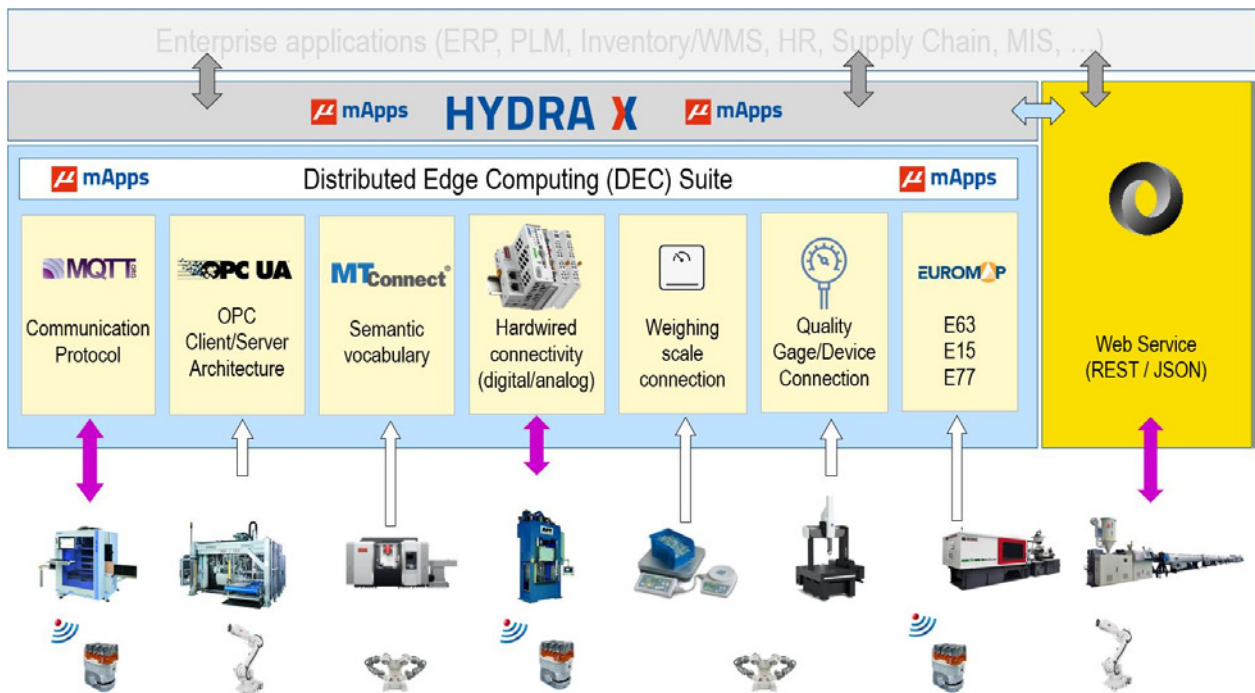 Enterprise applications (ERP, PLM, Inventory/WMS, HR, Supply Chain, MIS, ...)
μ mApps HYDRA X μ mApps
μ mApps Distributed Edge Computing (DEC) Suite μ mApps
MQTT.ORG
Communication
Protocol
OPC UA
OPC
Client/Server
Architecture
MTConnect®
Semantic
vocabulary
Hardwired
connectivity
(digital/analog)
Weighing
scale
connection
Quality
Gage/Device
Connection
EUROMAP
E63
E15
E77
Web Service
(REST / JSON)